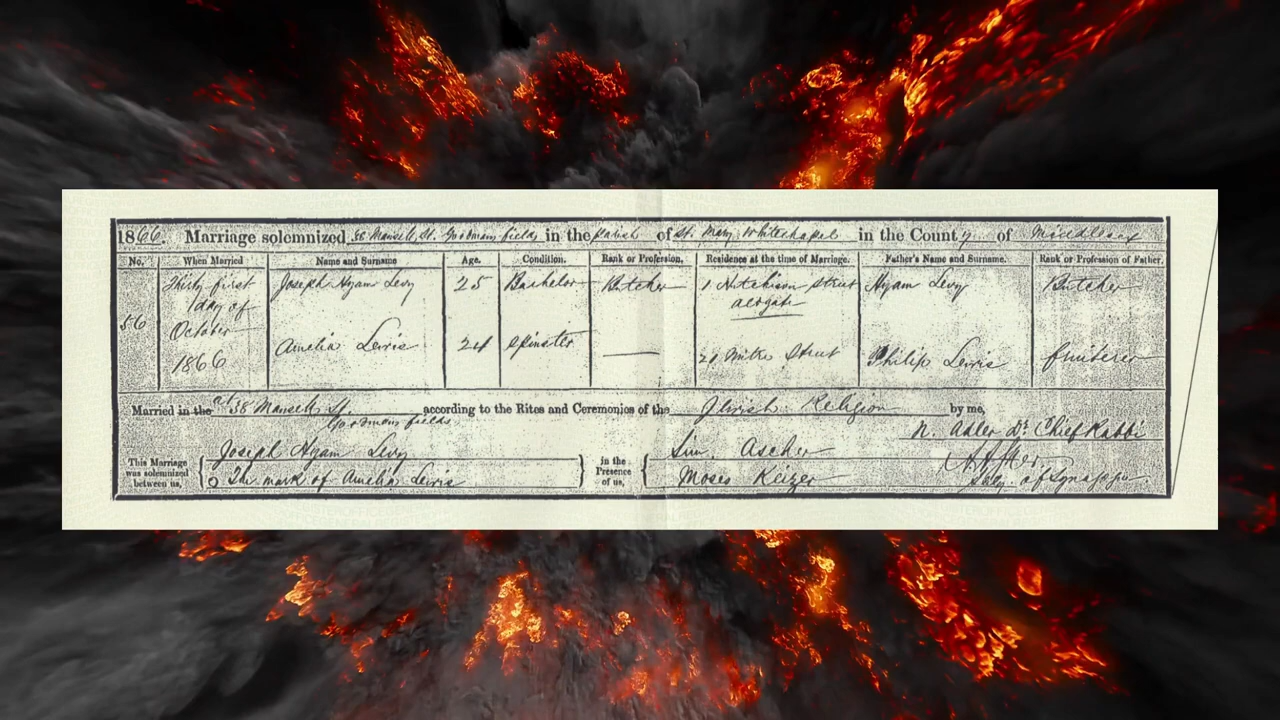 1866. Marriage solemnized 38 Mansell St. Goodmans fields in the parish of St. Mary Whitechapel in the County of Middlesex
No. When Married Name and Surname Age. Condition. Rank or Profession. Residence at the time of Marriage. Father's Name and Surname. Rank or Profession of Father.
56 Thirty first day of October 1866 Joseph Hyam Levy 25 Bachelor Butcher 1 Hutchison Street aldgate Hyam Levy Butcher
Amelia Lewis 24 Spinster 21 Mitre Street Philip Lewis fruiterer
Married in the at 38 Mansell St. Goodmans fields according to the Rites and Ceremonies of the Jewish Religion by me,
N. Adler Dr Chief Rabbi
This Marriage was solemnized between us, Joseph Hyam Levy in the Presence of us, Sim. Ascher
The mark of Amelia Lewis Moses Keizer Secy. of Synagogue